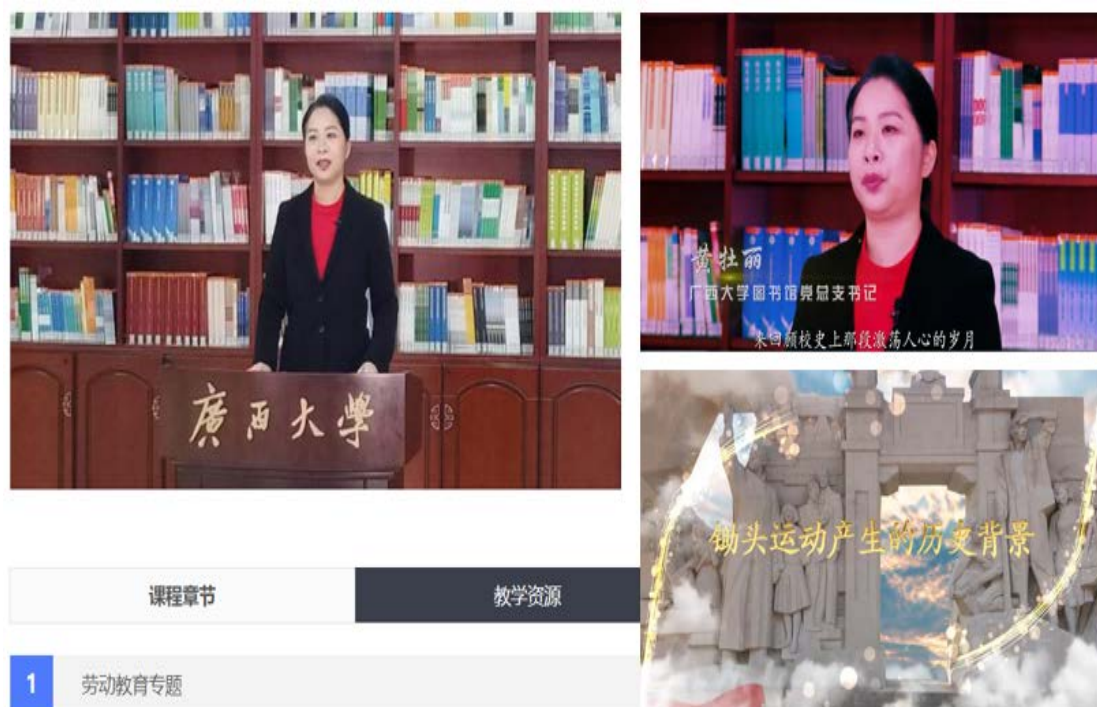 廣西大學
黄壮丽
广西大学图书馆党总支书记
来回顾校史上那段激荡人心的岁月
锄头运动产生的历史背景
课程章节
教学资源
1
劳动教育专题